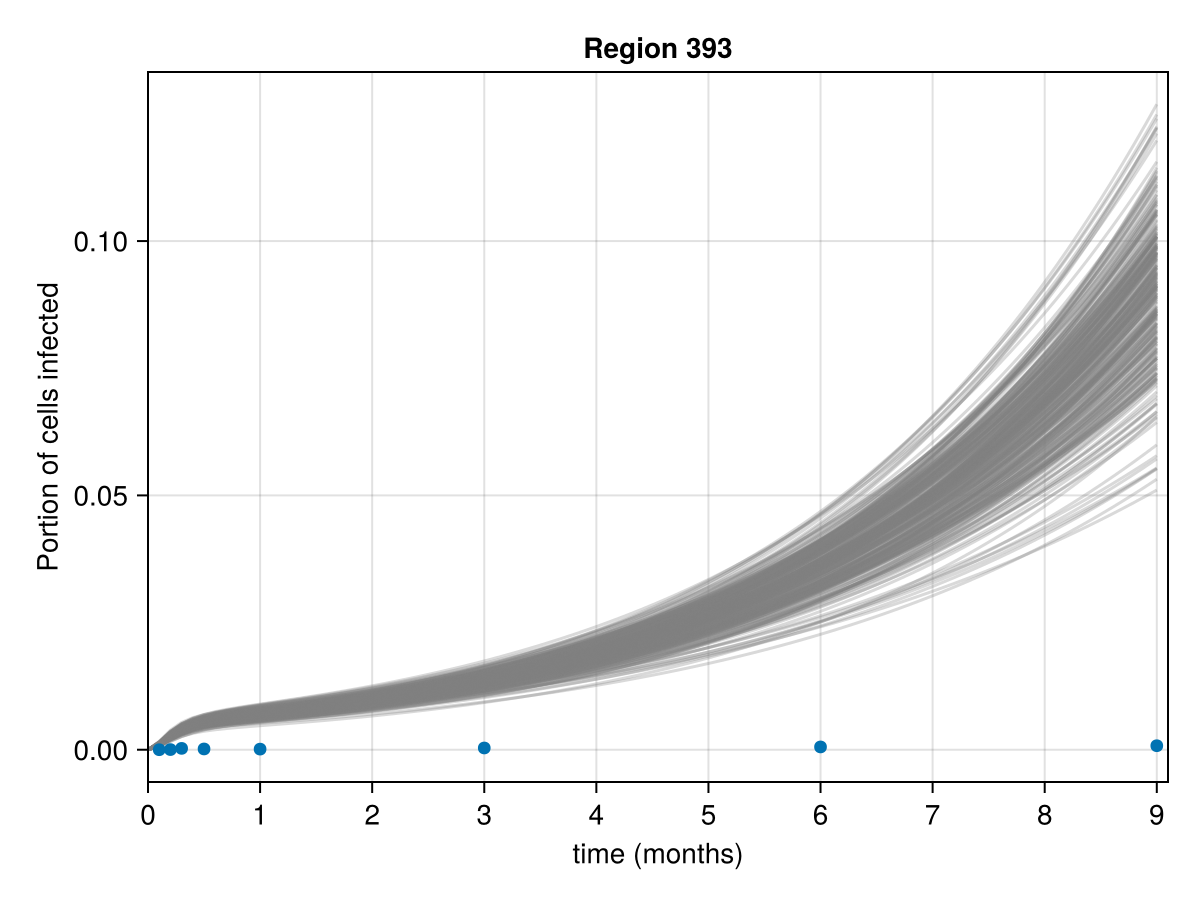 Region 393
Portion of cells infected
0.10
0.05
0.00
0 1 2 3 4 5 6 7 8 9
time (months)